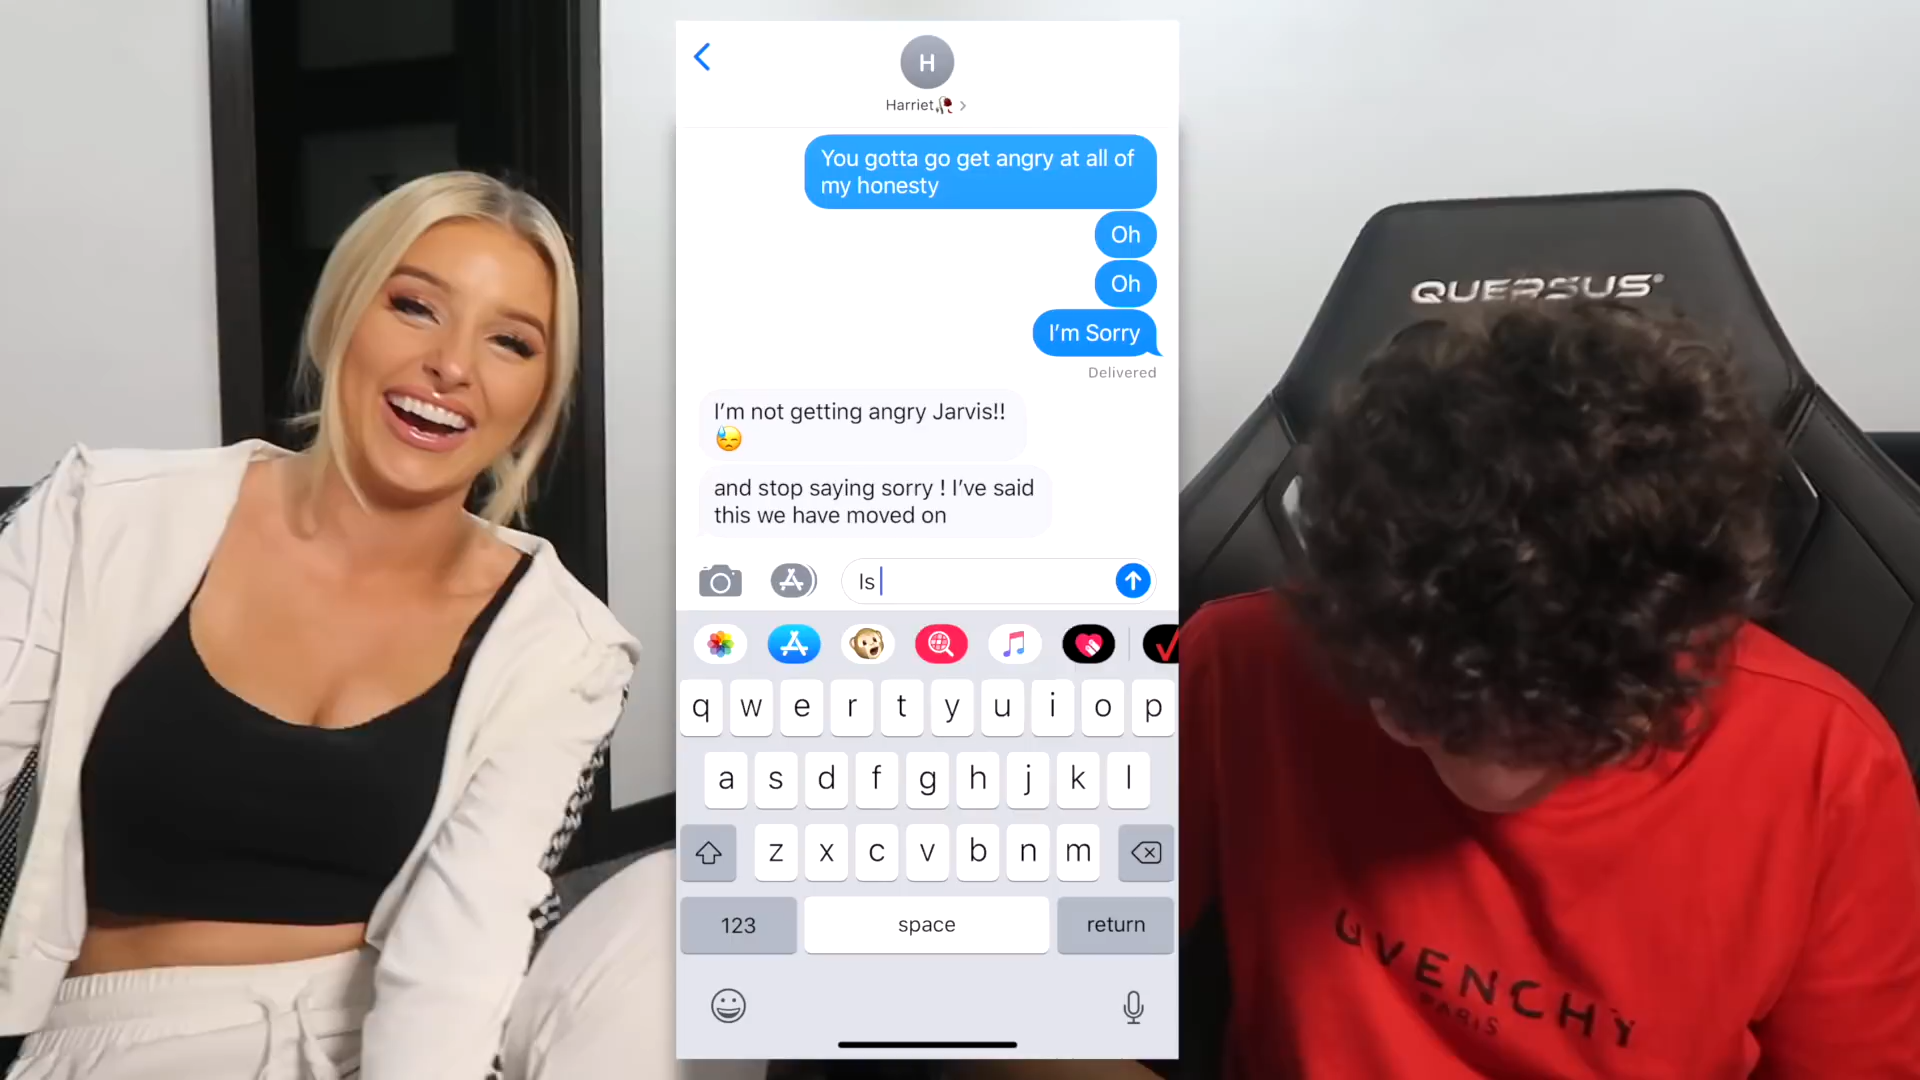 H
Harriet🥀 >
You gotta go get angry at all of
my honesty
Oh
Oh
I'm Sorry
Delivered
I'm not getting angry Jarvis!!
😓
and stop saying sorry ! I've said
this we have moved on
Is
q w e r t y u i o p
a s d f g h j k l
z x c v b n m
123 space return
QUERSUS®
GIVENCHY
PARIS